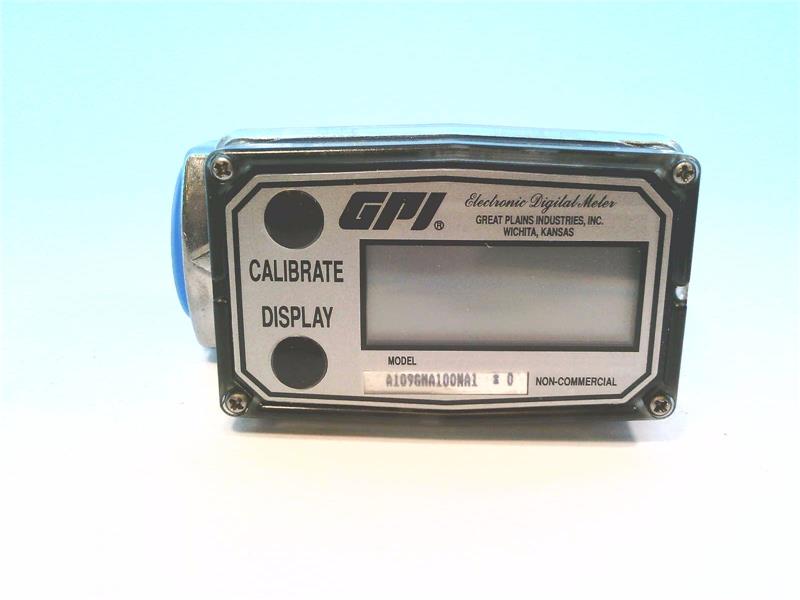 GPI®
Electronic Digital Meter
GREAT PLAINS INDUSTRIES, INC.
WICHITA, KANSAS
CALIBRATE
DISPLAY
MODEL
A109GMA100NA1
NON-COMMERCIAL